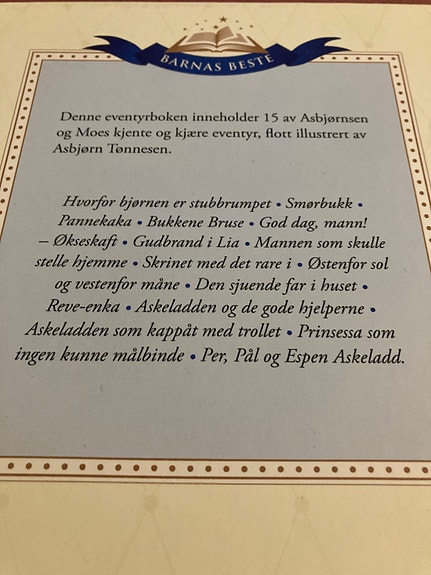 BARNAS BESTE
Denne eventyrboken inneholder 15 av Asbjørnsen
og Moes kjente og kjære eventyr, flott illustrert av
Asbjørn Tønnesen.
Hvorfor bjørnen er stubbrumpet • Smørbukk •
Pannekaka • Bukkene Bruse • God dag, mann!
– Økseskaft • Gudbrand i Lia • Mannen som skulle
stelle hjemme • Skrinet med det rare i • Østenfor sol
og vestenfor måne • Den sjuende far i huset •
Reve-enka • Askeladden og de gode hjelperne •
Askeladden som kappåt med trollet • Prinsessa som
ingen kunne målbinde • Per, Pål og Espen Askeladd.